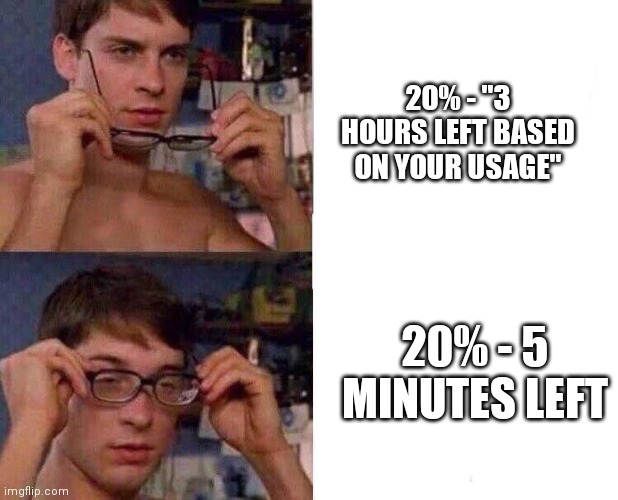 20% - "3
HOURS LEFT BASED
ON YOUR USAGE"
20% - 5
MINUTES LEFT
imgflip.com